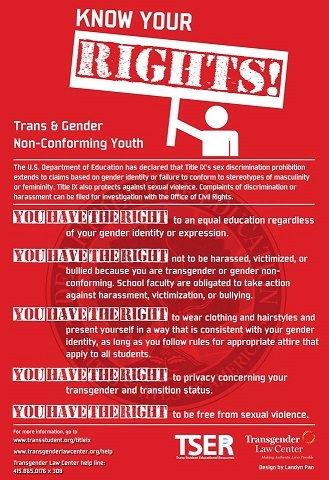 KNOW YOUR
RIGHTS!
Trans & Gender
Non-Conforming Youth
The U.S. Department of Education has declared that Title IX's sex discrimination prohibition
extends to claims based on gender identity or failure to conform to stereotypes of masculinity
or femininity. Title IX also protects against sexual violence. Complaints of discrimination or
harassment can be filed for investigation with the Office of Civil Rights.
YOU HAVE THE RIGHT to an equal education regardless
of your gender identity or expression.
YOU HAVE THE RIGHT not to be harassed, victimized, or
bullied because you are transgender or gender non-
conforming. School faculty are obligated to take action
against harassment, victimization, or bullying.
YOU HAVE THE RIGHT to wear clothing and hairstyles and
present yourself in a way that is consistent with your gender
identity, as long as you follow rules for appropriate attire that
apply to all students.
YOU HAVE THE RIGHT to privacy concerning your
transgender and transition status.
YOU HAVE THE RIGHT to be free from sexual violence.
For more information, go to
www.transstudent.org/titleix
www.transgenderlawcenter.org/help
Transgender Law Center help line:
415.865.0176 x 308
TSER
Trans Student Educational Resources
Transgender
Law Center
Making Authentic Lives Possible
Design by Landyn Pan